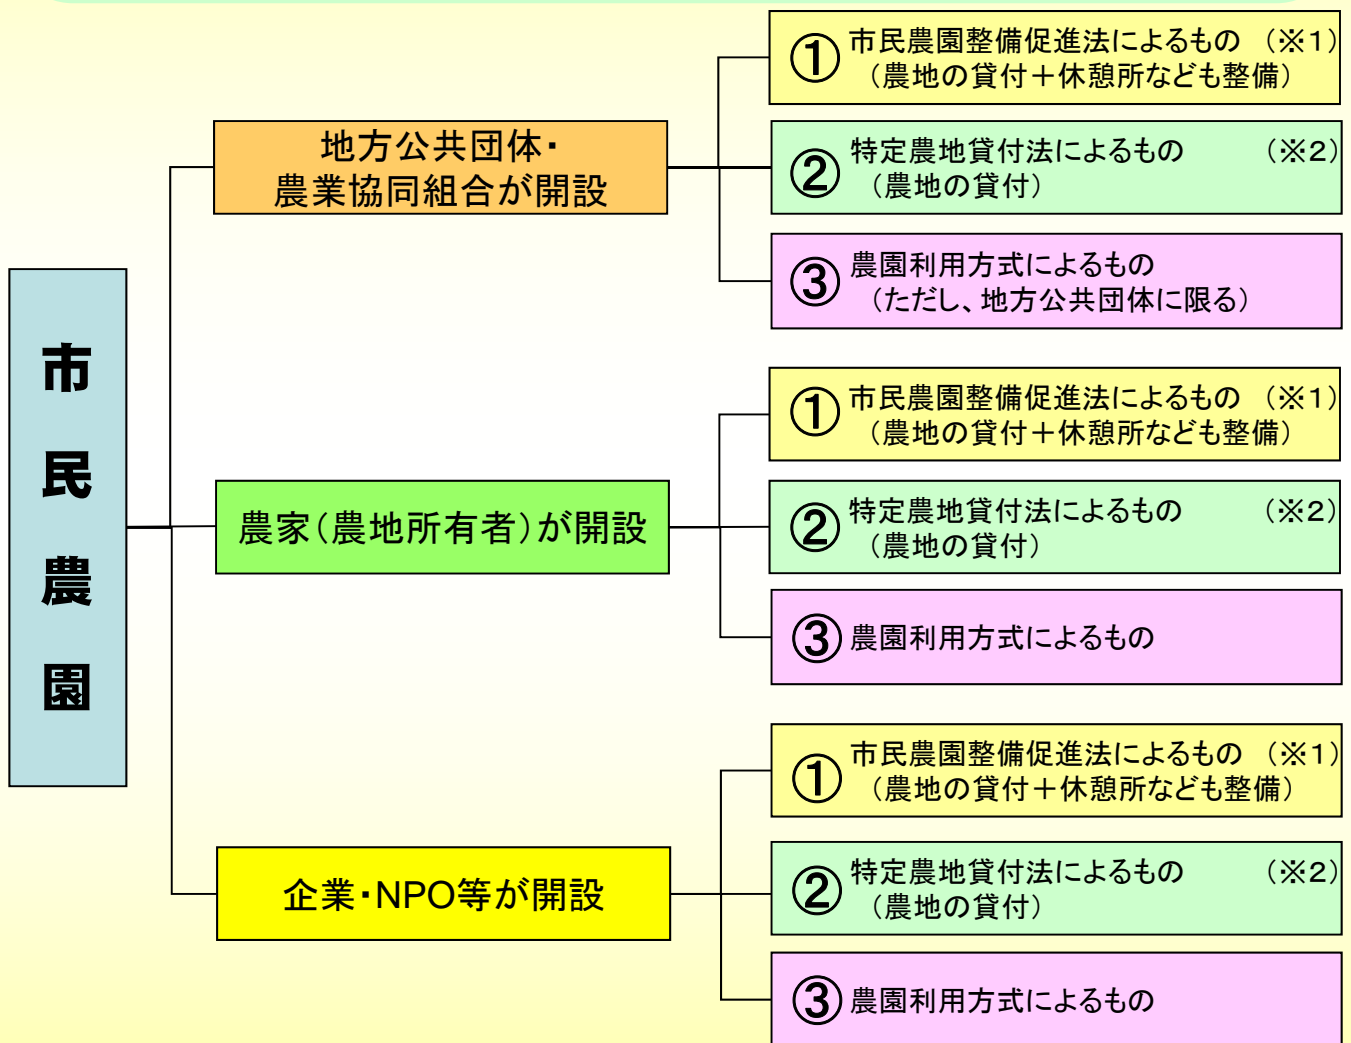 市民農園
地方公共団体・
農業協同組合が開設
①市民農園整備促進法によるもの （※1）
（農地の貸付＋休憩所なども整備）
②特定農地貸付法によるもの （※2）
（農地の貸付）
③農園利用方式によるもの
（ただし、地方公共団体に限る）
農家（農地所有者）が開設
①市民農園整備促進法によるもの （※1）
（農地の貸付＋休憩所なども整備）
②特定農地貸付法によるもの （※2）
（農地の貸付）
③農園利用方式によるもの
企業・NPO等が開設
①市民農園整備促進法によるもの （※1）
（農地の貸付＋休憩所なども整備）
②特定農地貸付法によるもの （※2）
（農地の貸付）
③農園利用方式によるもの